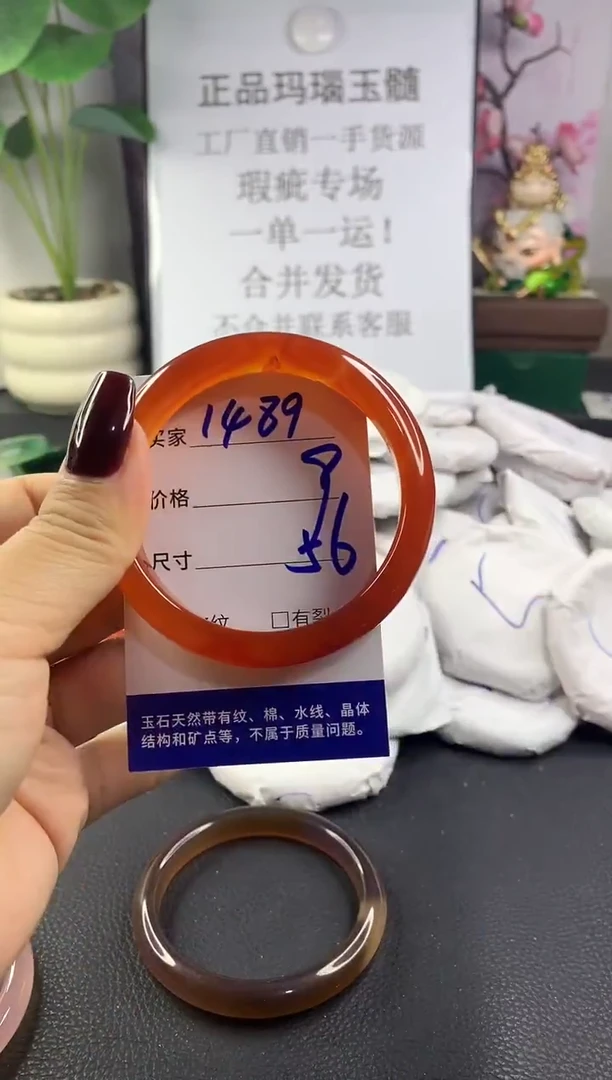 正品玛瑙玉髓
工厂直销一手货源
瑕疵专场
一单一运！
合并发货
不合并联系客服
买家 1489
价格
尺寸 56
纹 □有裂
玉石天然带有纹、棉、水线、晶体
结构和矿点等，不属于质量问题。